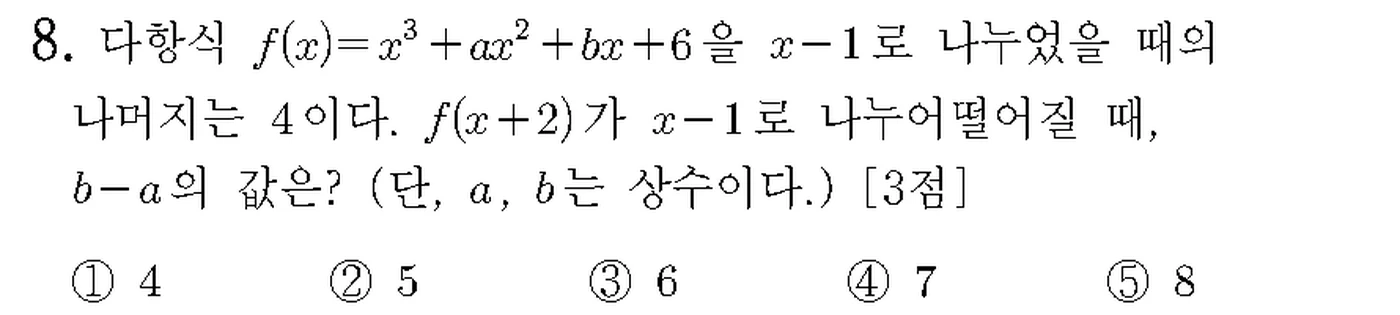 8. 다항식 f(x)=x³+ax²+bx+6을 x-1로 나누었을 때의
나머지는 4이다. f(x+2)가 x-1로 나누어떨어질 때,
b-a의 값은? (단, a, b는 상수이다.) [3점]
① 4 ② 5 ③ 6 ④ 7 ⑤ 8